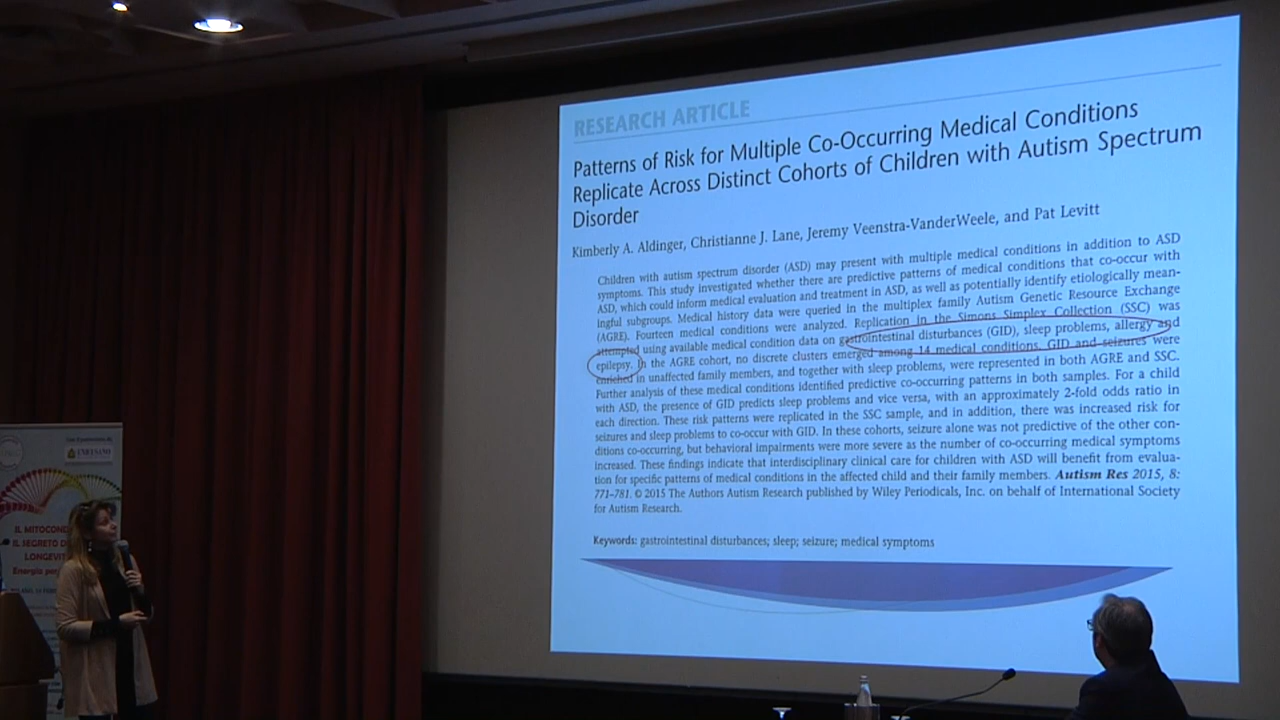 RESEARCH ARTICLE
Patterns of Risk for Multiple Co-Occurring Medical Conditions
Replicate Across Distinct Cohorts of Children with Autism Spectrum
Disorder
Kimberly A. Aldinger, Christianne J. Lane, Jeremy Veenstra-VanderWeele, and Pat Levitt
Children with autism spectrum disorder (ASD) may present with multiple medical conditions in addition to ASD
symptoms. This study investigated whether there are predictive patterns of medical conditions that co-occur with
ASD, which could inform medical evaluation and treatment in ASD, as well as potentially identify etiologically mean-
ingful subgroups. Medical history data were queried in the multiplex family Autism Genetic Resource Exchange
(AGRE). Fourteen medical conditions were analyzed. Replication in the Simons Simplex Collection (SSC) was
attempted using available medical condition data on gastrointestinal disturbances (GID), sleep problems, allergy and
epilepsy. In the AGRE cohort, no discrete clusters emerged among 14 medical conditions. GID and seizures were
enriched in unaffected family members, and together with sleep problems, were represented in both AGRE and SSC.
Further analysis of these medical conditions identified predictive co-occurring patterns in both samples. For a child
with ASD, the presence of GID predicts sleep problems and vice versa, with an approximately 2-fold odds ratio in
each direction. These risk patterns were replicated in the SSC sample, and in addition, there was increased risk for
seizures and sleep problems to co-occur with GID. In these cohorts, seizure alone was not predictive of the other con-
ditions co-occurring, but behavioral impairments were more severe as the number of co-occurring medical symptoms
increased. These findings indicate that interdisciplinary clinical care for children with ASD will benefit from evalua-
tion for specific patterns of medical conditions in the affected child and their family members. Autism Res 2015, 8:
771–781. © 2015 The Authors Autism Research published by Wiley Periodicals, Inc. on behalf of International Society
for Autism Research.
Keywords: gastrointestinal disturbances; sleep; seizure; medical symptoms
IL MITOCOND
IL SEGRETO D
LONGEVIT
Energia per